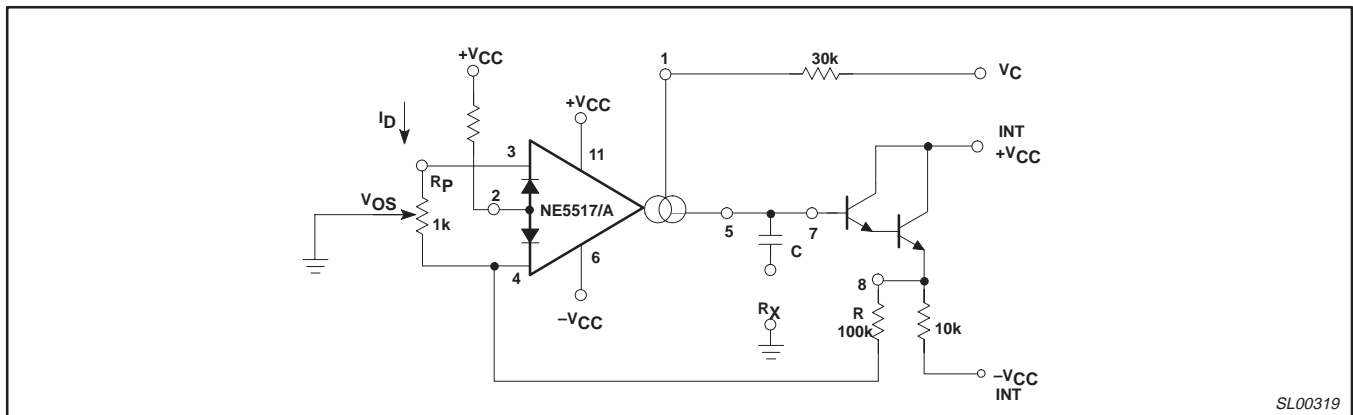 1
30k
VC
+VCC
ID
+VCC
INT
+VCC
3
11
RP
2
VOS
NE5517/A
1k
5
7
C
6
4
8
–VCC
RX
R
100k
10k
–VCC
INT
SL00319